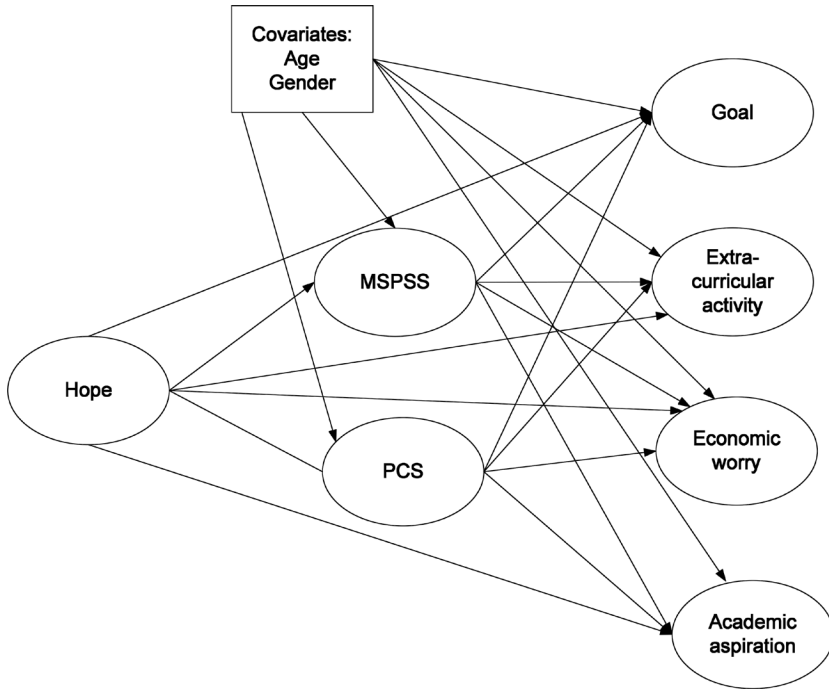 Covariates:
Age
Gender
Goal
MSPSS
Extra-
curricular
activity
Hope
PCS
Economic
worry
Academic
aspiration